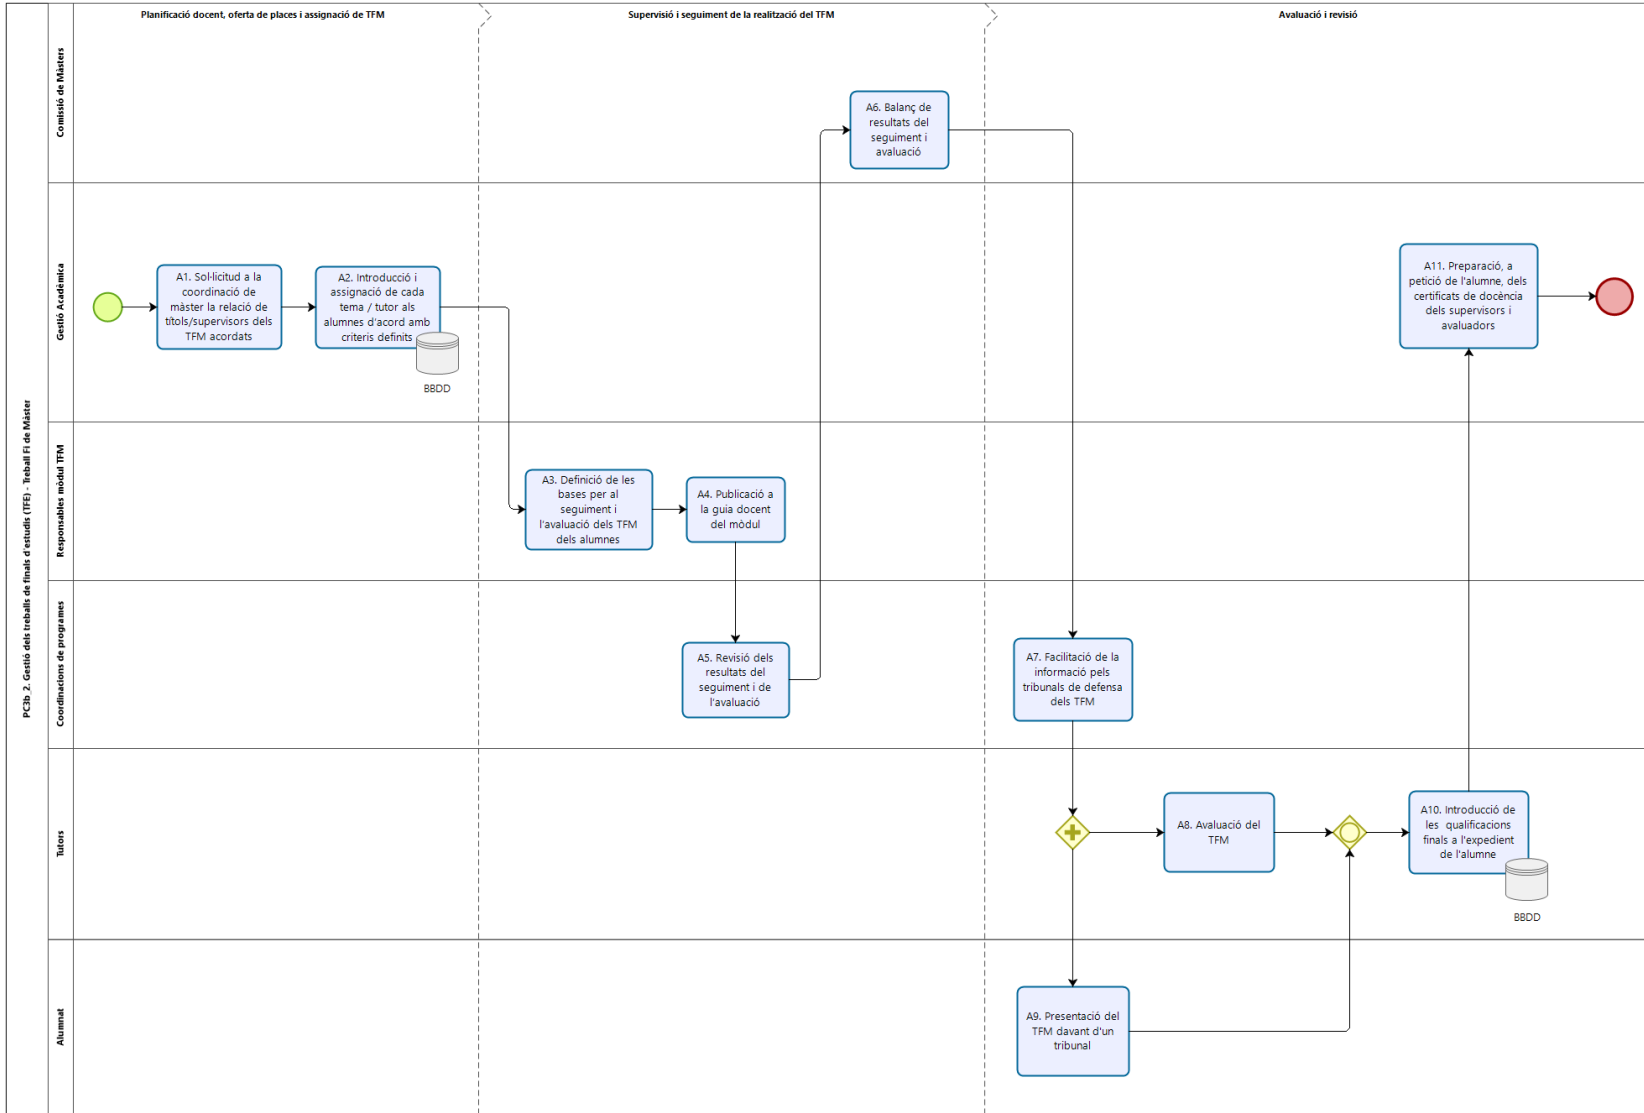 Planificació docent, oferta de places i assignació de TFM
Supervisió i seguiment de la realització del TFM
Avaluació i revisió
PC3b_2. Gestió dels treballs de finals d'estudis (TFE) - Treball Fi de Màster
Comissió de Màsters
A6. Balanç de
resultats del
seguiment i
avaluació
Gestió Acadèmica
A1. Sol·licitud a la
coordinació de
màster la relació de
títols/supervisors dels
TFM acordats
A2. Introducció i
assignació de cada
tema / tutor als
alumnes d'acord amb
criteris definits
BBDD
A11. Preparació, a
petició de l'alumne, dels
certificats de docència
dels supervisors i
avaluadors
Responsables mòdul TFM
A3. Definició de les
bases per al
seguiment i
l'avaluació dels TFM
dels alumnes
A4. Publicació a
la guia docent
del mòdul
Coordinacions de programes
A5. Revisió dels
resultats del
seguiment i de
l'avaluació
A7. Facilitació de la
informació pels
tribunals de defensa
dels TFM
Tutors
A8. Avaluació del
TFM
A10. Introducció de
les qualificacions
finals a l'expedient
de l'alumne
BBDD
Alumnat
A9. Presentació del
TFM davant d'un
tribunal